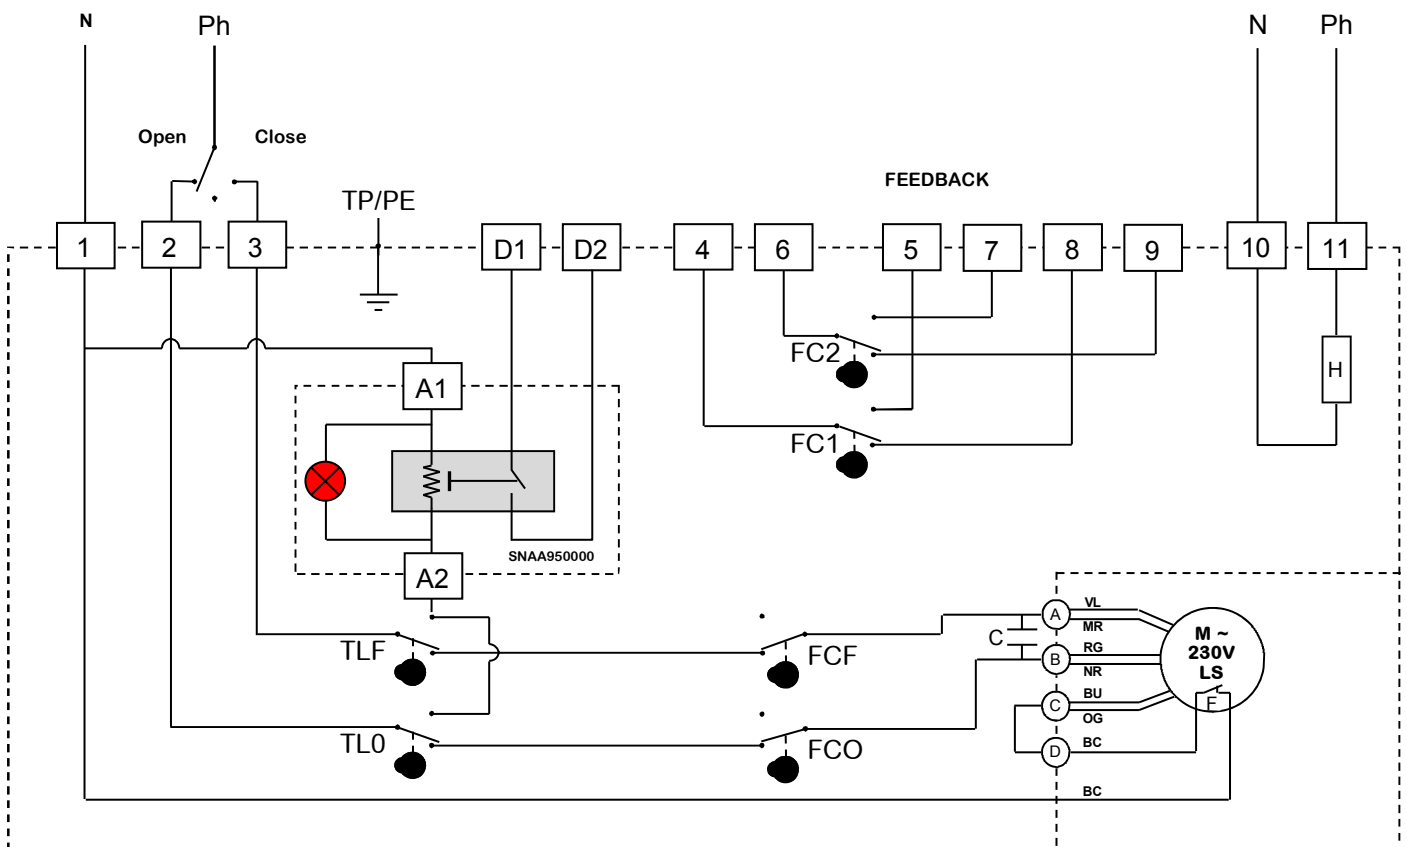 N
Ph
N
Ph
Open
Close
FEEDBACK
TP/PE
1
2
3
D1
D2
4
6
5
7
8
9
10
11
FC2
H
A1
FC1
SNAA950000
A2
TLF
FCF
C
A
VL
MR
B
RG
NR
C
BU
OG
D
BC
M ~
230V
LS
F
TL0
FCO
BC